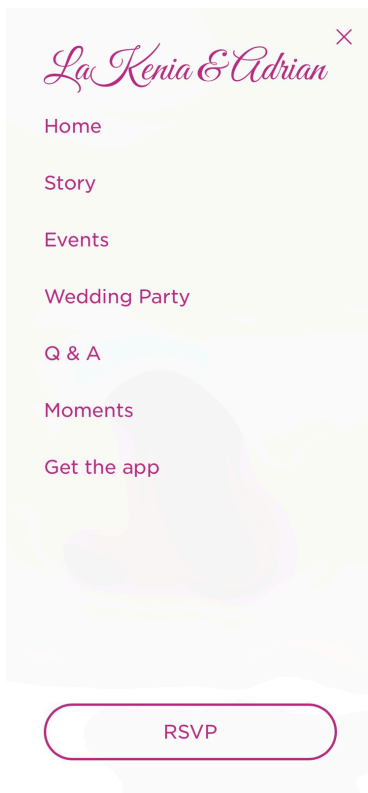 LaKenia & Adrian
Home
Story
Events
Wedding Party
Q & A
Moments
Get the app
RSVP